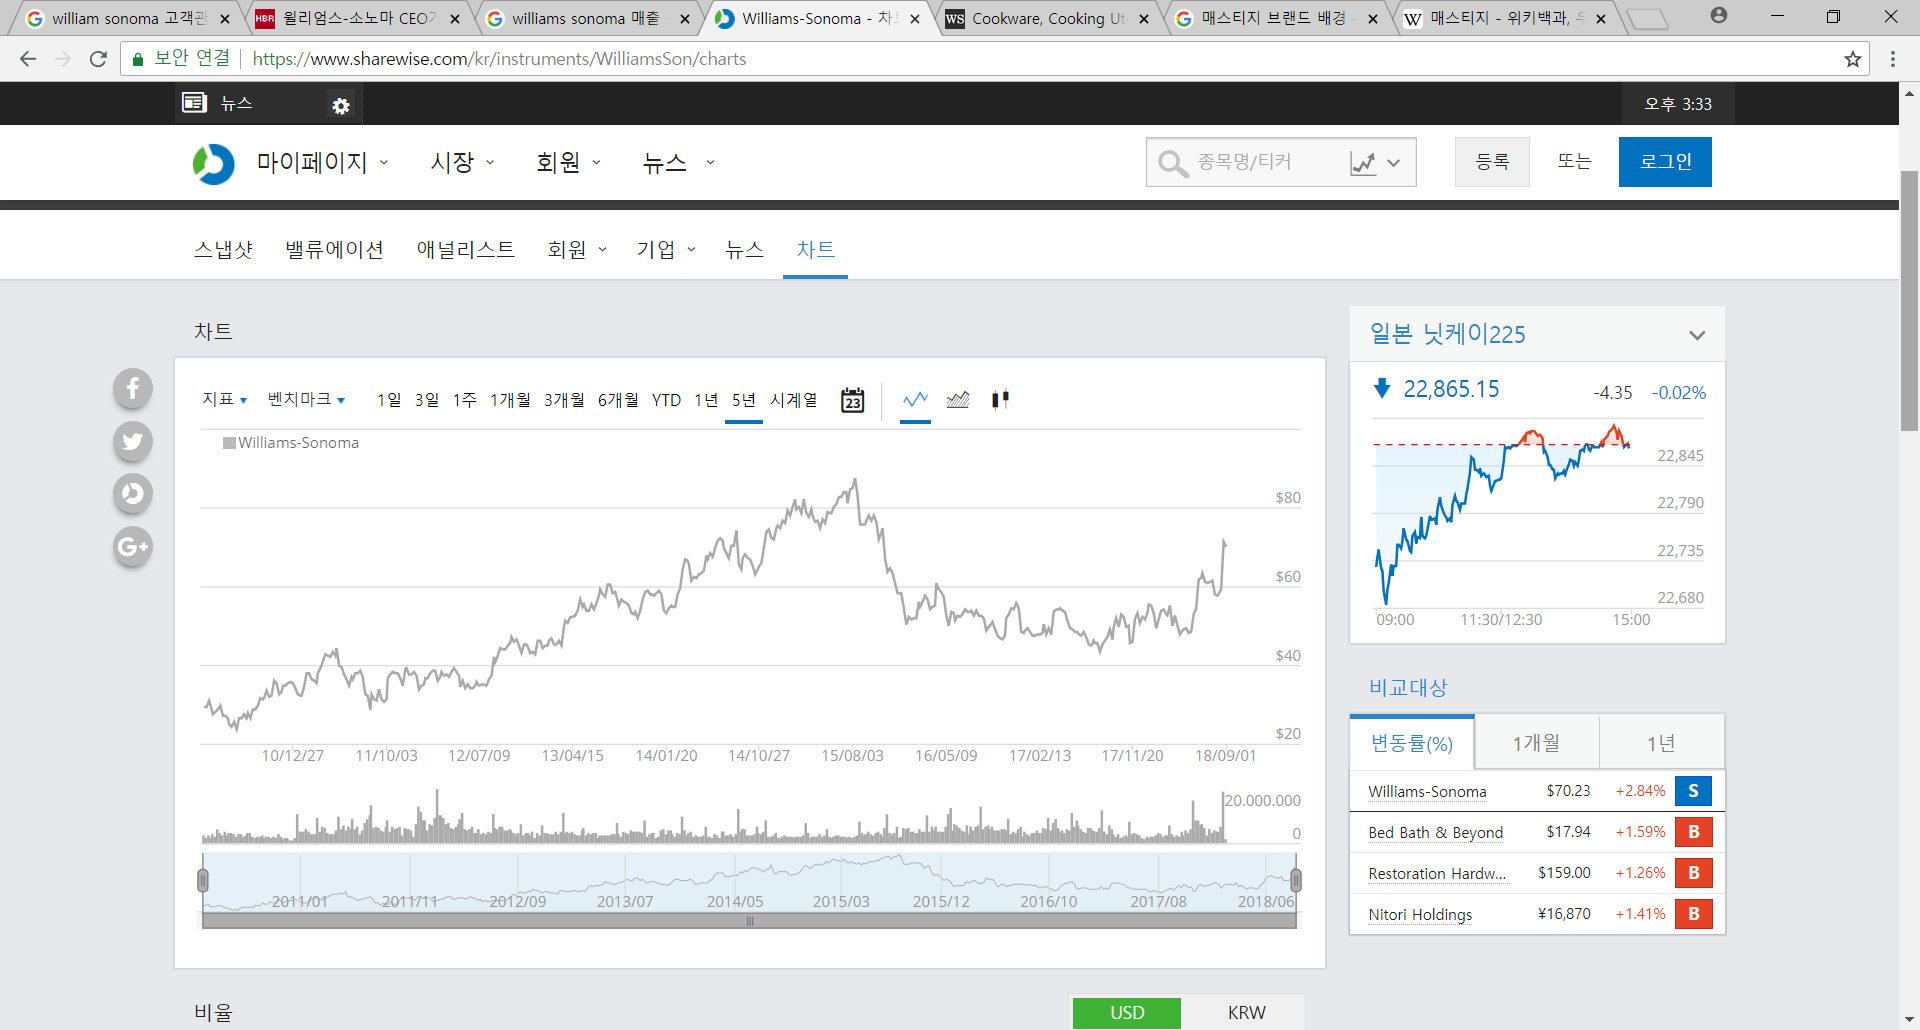 william sonoma 고객관
윌리엄스-소노마 CEO가
williams sonoma 매출
Williams-Sonoma - 차트
Cookware, Cooking Ut
매스티지 브랜드 배경
매스티지 - 위키백과, 우
보안 연결 https://www.sharewise.com/kr/instruments/WilliamsSon/charts
뉴스
오후 3:33
마이페이지 시장 회원 뉴스
종목명/티커
등록 또는 로그인
스냅샷 밸류에이션 애널리스트 회원 기업 뉴스 차트
차트
지표 벤치마크 1일 3일 1주 1개월 3개월 6개월 YTD 1년 5년 시계열 23
Williams-Sonoma
$80
$60
$40
$20
10/12/27 11/10/03 12/07/09 13/04/15 14/01/20 14/10/27 15/08/03 16/05/09 17/02/13 17/11/20 18/09/01
20.000.000
0
2011/01 2011/11 2012/09 2013/07 2014/05 2015/03 2015/12 2016/10 2017/08 2018/06
일본 닛케이225
22,865.15 -4.35 -0.02%
22,845
22,790
22,735
22,680
09:00 11:30/12:30 15:00
비교대상
변동률(%) 1개월 1년
Williams-Sonoma $70.23 +2.84% S
Bed Bath & Beyond $17.94 +1.59% B
Restoration Hardw... $159.00 +1.26% B
Nitori Holdings ¥16,870 +1.41% B
비율
USD KRW